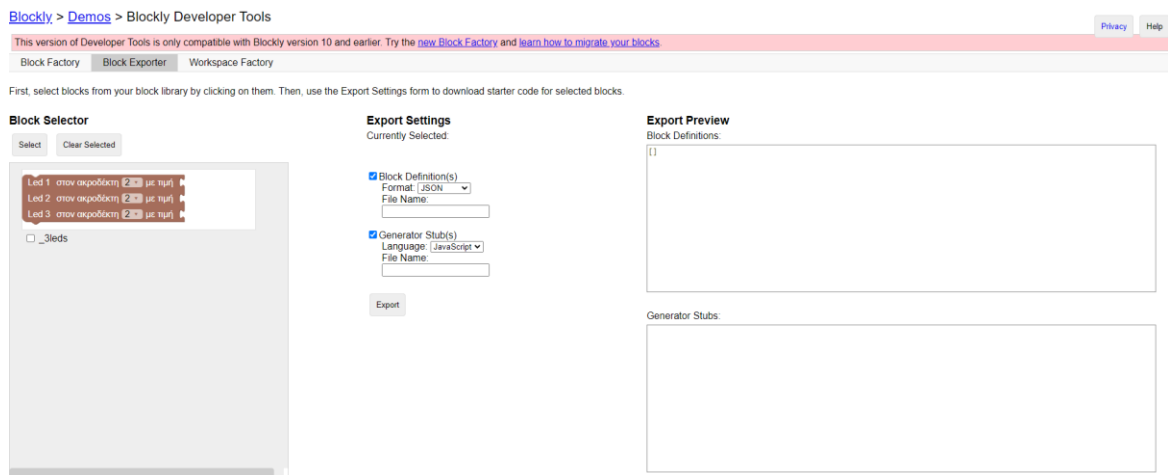 Blockly > Demos > Blockly Developer Tools
Privacy
Help
This version of Developer Tools is only compatible with Blockly version 10 and earlier. Try the new Block Factory and learn how to migrate your blocks.
Block Factory
Block Exporter
Workspace Factory
First, select blocks from your block library by clicking on them. Then, use the Export Settings form to download starter code for selected blocks.
Block Selector
Select
Clear Selected
Led 1 στον ακροδέκτη 2 με τιμή
Led 2 στον ακροδέκτη 2 με τιμή
Led 3 στον ακροδέκτη 2 με τιμή
_3leds
Export Settings
Currently Selected:
Block Definition(s)
Format: JSON
File Name:
Generator Stub(s)
Language: JavaScript
File Name:
Export
Export Preview
Block Definitions:
[]
Generator Stubs: